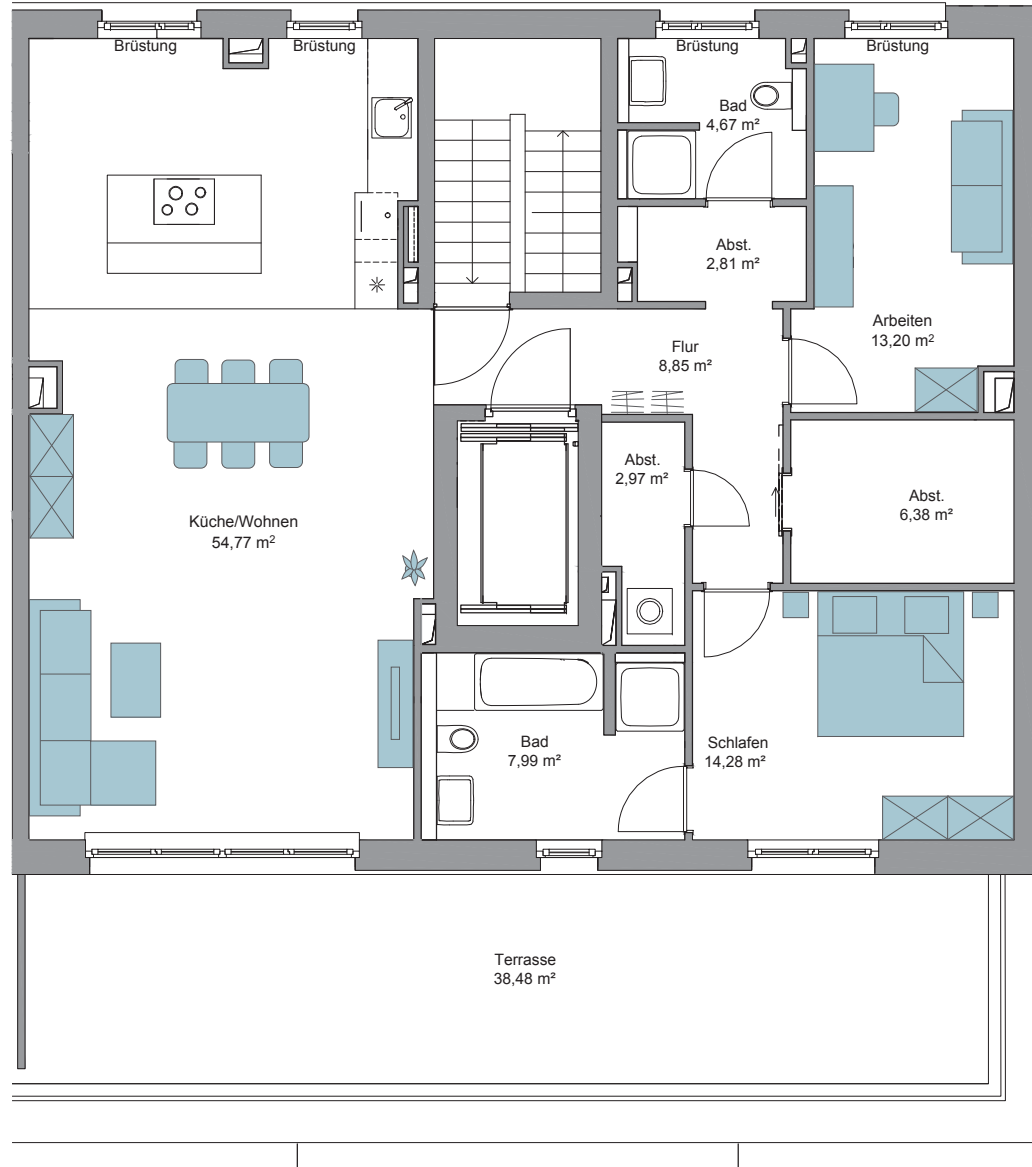 Brüstung
Brüstung
Brüstung
Brüstung
Bad
4,67 m²
Abst.
2,81 m²
Arbeiten
13,20 m²
Flur
8,85 m²
Abst.
2,97 m²
Abst.
6,38 m²
Küche/Wohnen
54,77 m²
Bad
7,99 m²
Schlafen
14,28 m²
Terrasse
38,48 m²